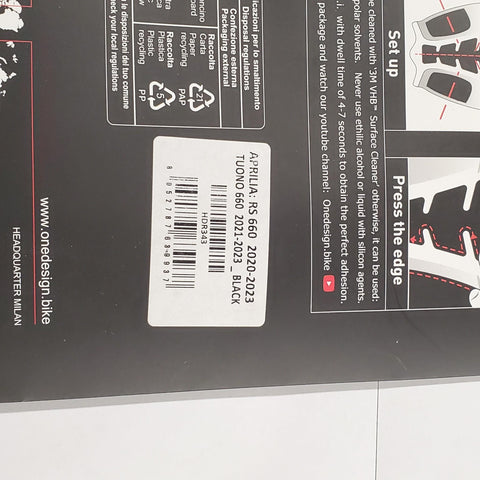 Set up
be cleaned with '3M VHB™ Surface Cleaner' otherwise, it can be used:
polar solvents. Never use ethilic alcohol or liquid with silicon agents.
with dwell time of 4-7 seconds to obtain the perfect adhesion.
package and watch our youtube channel: Onedesign.bike
Press the edge
icazioni per lo smaltimento
Disposal regulations
Confezione esterna
Packaging external
Carta
Paper
recycling
PAP
21
Raccolta
Plastica
Plastic
recycling
PP
5
le disposizioni del tuo comune
check your local regulations
APRILIA: RS 660 2020-2023
TUONO 660 2021-2023_ BLACK
HDR343
www.onedesign.bike
HEADQUARTER MILAN